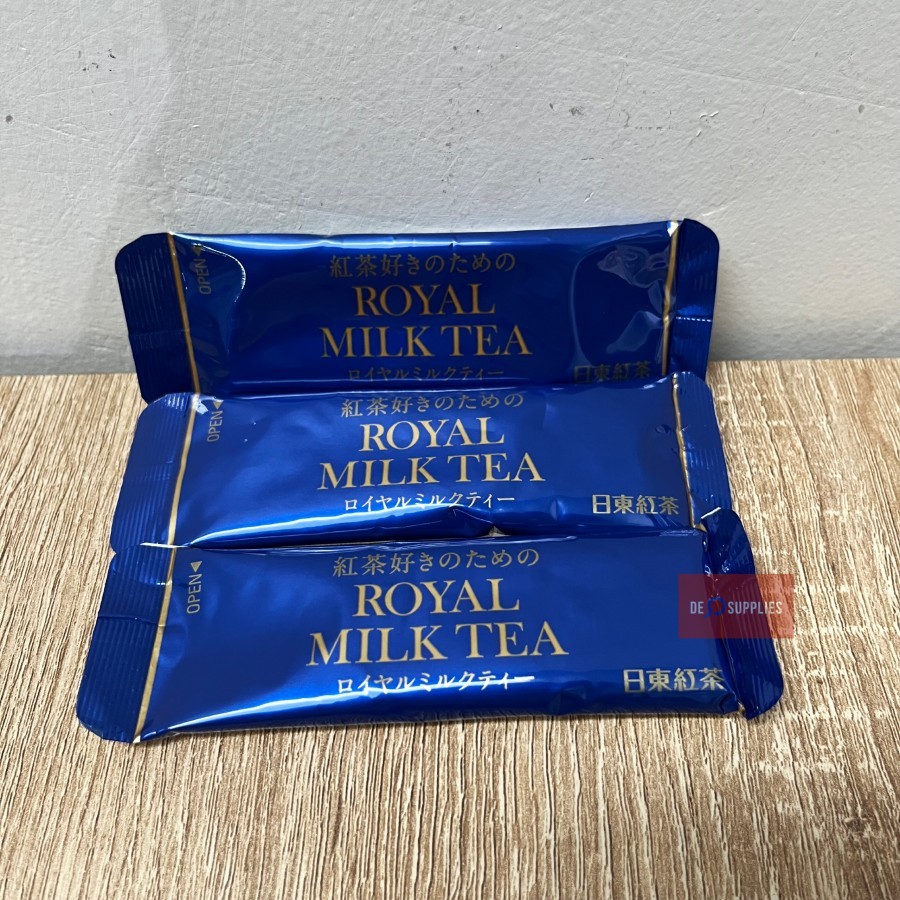 OPEN
紅茶好きのための
ROYAL
MILK TEA
ロイヤルミルクティー
日東紅茶
OPEN
紅茶好きのための
ROYAL
MILK TEA
ロイヤルミルクティー
日東紅茶
OPEN
紅茶好きのための
ROYAL
MILK TEA
ロイヤルミルクティー
日東紅茶
DE SUPPLIES